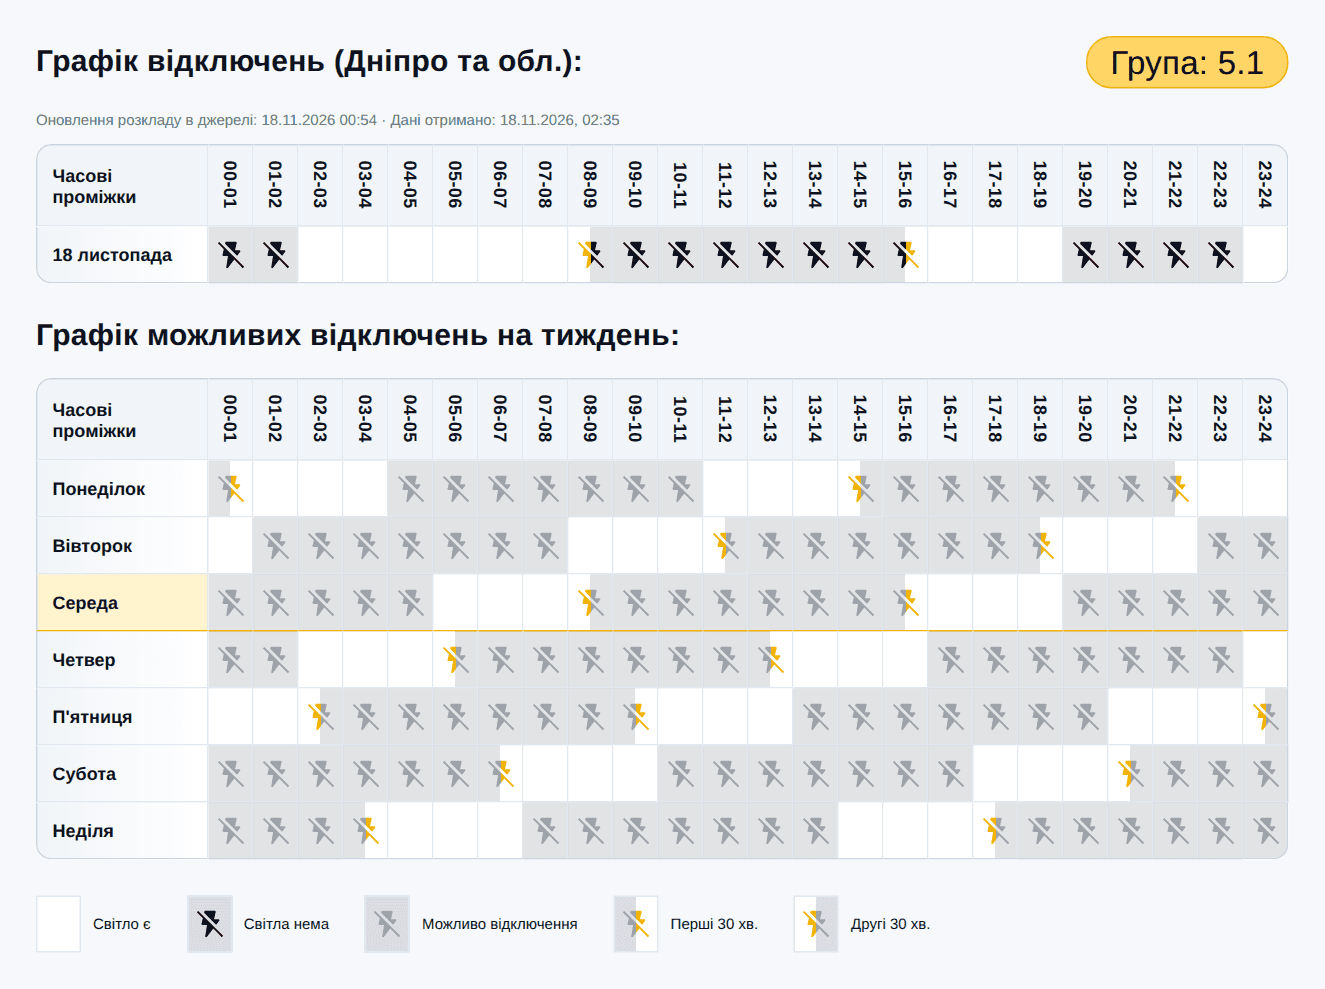 Графік відключень (Дніпро та обл.):
Група: 5.1
Оновлення розкладу в джерелі: 18.11.2026 00:54 · Дані отримано: 18.11.2026, 02:35
Часові проміжки 00-01 01-02 02-03 03-04 04-05 05-06 06-07 07-08 08-09 09-10 10-11 11-12 12-13 13-14 14-15 15-16 16-17 17-18 18-19 19-20 20-21 21-22 22-23 23-24
18 листопада
Графік можливих відключень на тиждень:
Часові проміжки 00-01 01-02 02-03 03-04 04-05 05-06 06-07 07-08 08-09 09-10 10-11 11-12 12-13 13-14 14-15 15-16 16-17 17-18 18-19 19-20 20-21 21-22 22-23 23-24
Понеділок
Вівторок
Середа
Четвер
П'ятниця
Субота
Неділя
Світло є Світла нема Можливо відключення Перші 30 хв. Другі 30 хв.